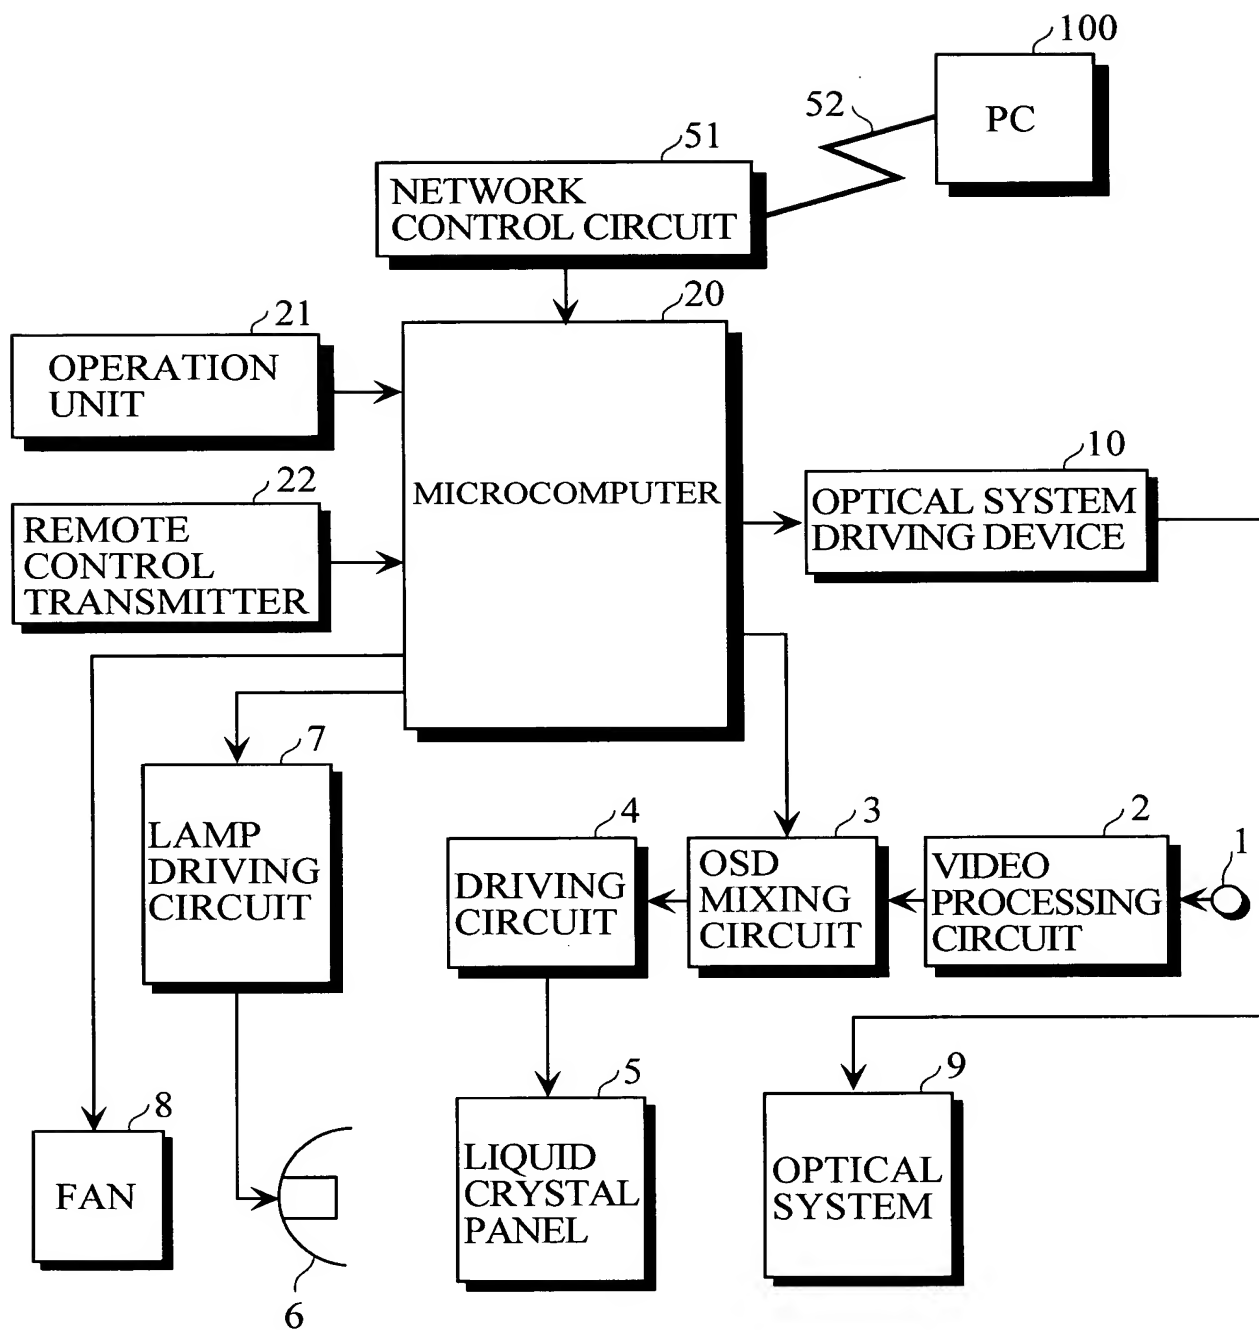 100
PC
52
51
NETWORK
CONTROL CIRCUIT
20
21
OPERATION
UNIT
MICROCOMPUTER
10
OPTICAL SYSTEM
DRIVING DEVICE
22
REMOTE
CONTROL
TRANSMITTER
7
LAMP
DRIVING
CIRCUIT
4
DRIVING
CIRCUIT
3
OSD
MIXING
CIRCUIT
2
VIDEO
PROCESSING
CIRCUIT
1
8
FAN
6
5
LIQUID
CRYSTAL
PANEL
9
OPTICAL
SYSTEM